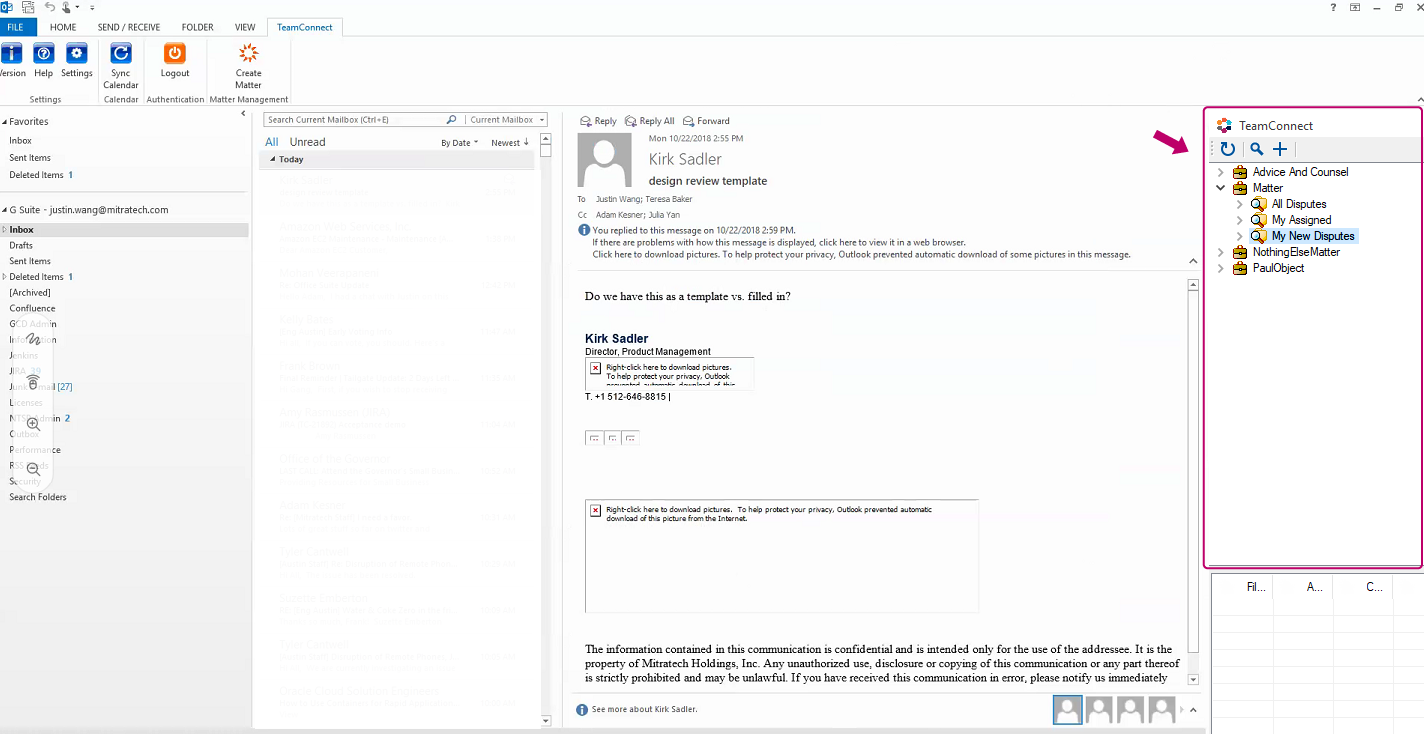 FILE
HOME
SEND / RECEIVE
FOLDER
VIEW
TeamConnect
ersion
Help
Settings
Sync
Calendar
Logout
Create
Matter
Settings
Calendar
Authentication
Matter Management
Favorites
Inbox
Sent Items
Deleted Items 1
G Suite - justin.wang@mitratech.com
Inbox
Drafts
Sent Items
Deleted Items 1
[Archived]
Confluence
GCD Admin
Information
Jenkins
JIRA 29
Junk Email [27]
Licenses
NTSP Admin 2
Outbox
Performance
RSS Feeds
Security
Search Folders
Search Current Mailbox (Ctrl+E)
Current Mailbox
All Unread
By Date
Newest ↓
Today
Reply
Reply All
Forward
Mon 10/22/2018 2:55 PM
Kirk Sadler
design review template
To Justin Wang; Teresa Baker
Cc Adam Kesner; Julia Yan
You replied to this message on 10/22/2018 2:59 PM.
If there are problems with how this message is displayed, click here to view it in a web browser.
Click here to download pictures. To help protect your privacy, Outlook prevented automatic download of some pictures in this message.
Do we have this as a template vs. filled in?
Kirk Sadler
Director, Product Management
Right-click here to download pictures.
To help protect your privacy, Outlook
prevented automatic download of this
T. +1 512-646-8815 |
Right-click here to download pictures. To help protect your privacy, Outlook prevented automatic
download of this picture from the Internet.
The information contained in this communication is confidential and is intended only for the use of the addressee. It is the
property of Mitratech Holdings, Inc. Any unauthorized use, disclosure or copying of this communication or any part thereof
is strictly prohibited and may be unlawful. If you have received this communication in error, please notify us immediately
See more about Kirk Sadler.
TeamConnect
Advice And Counsel
Matter
All Disputes
My Assigned
My New Disputes
NothingElseMatter
PaulObject
Fil...
A...
C...